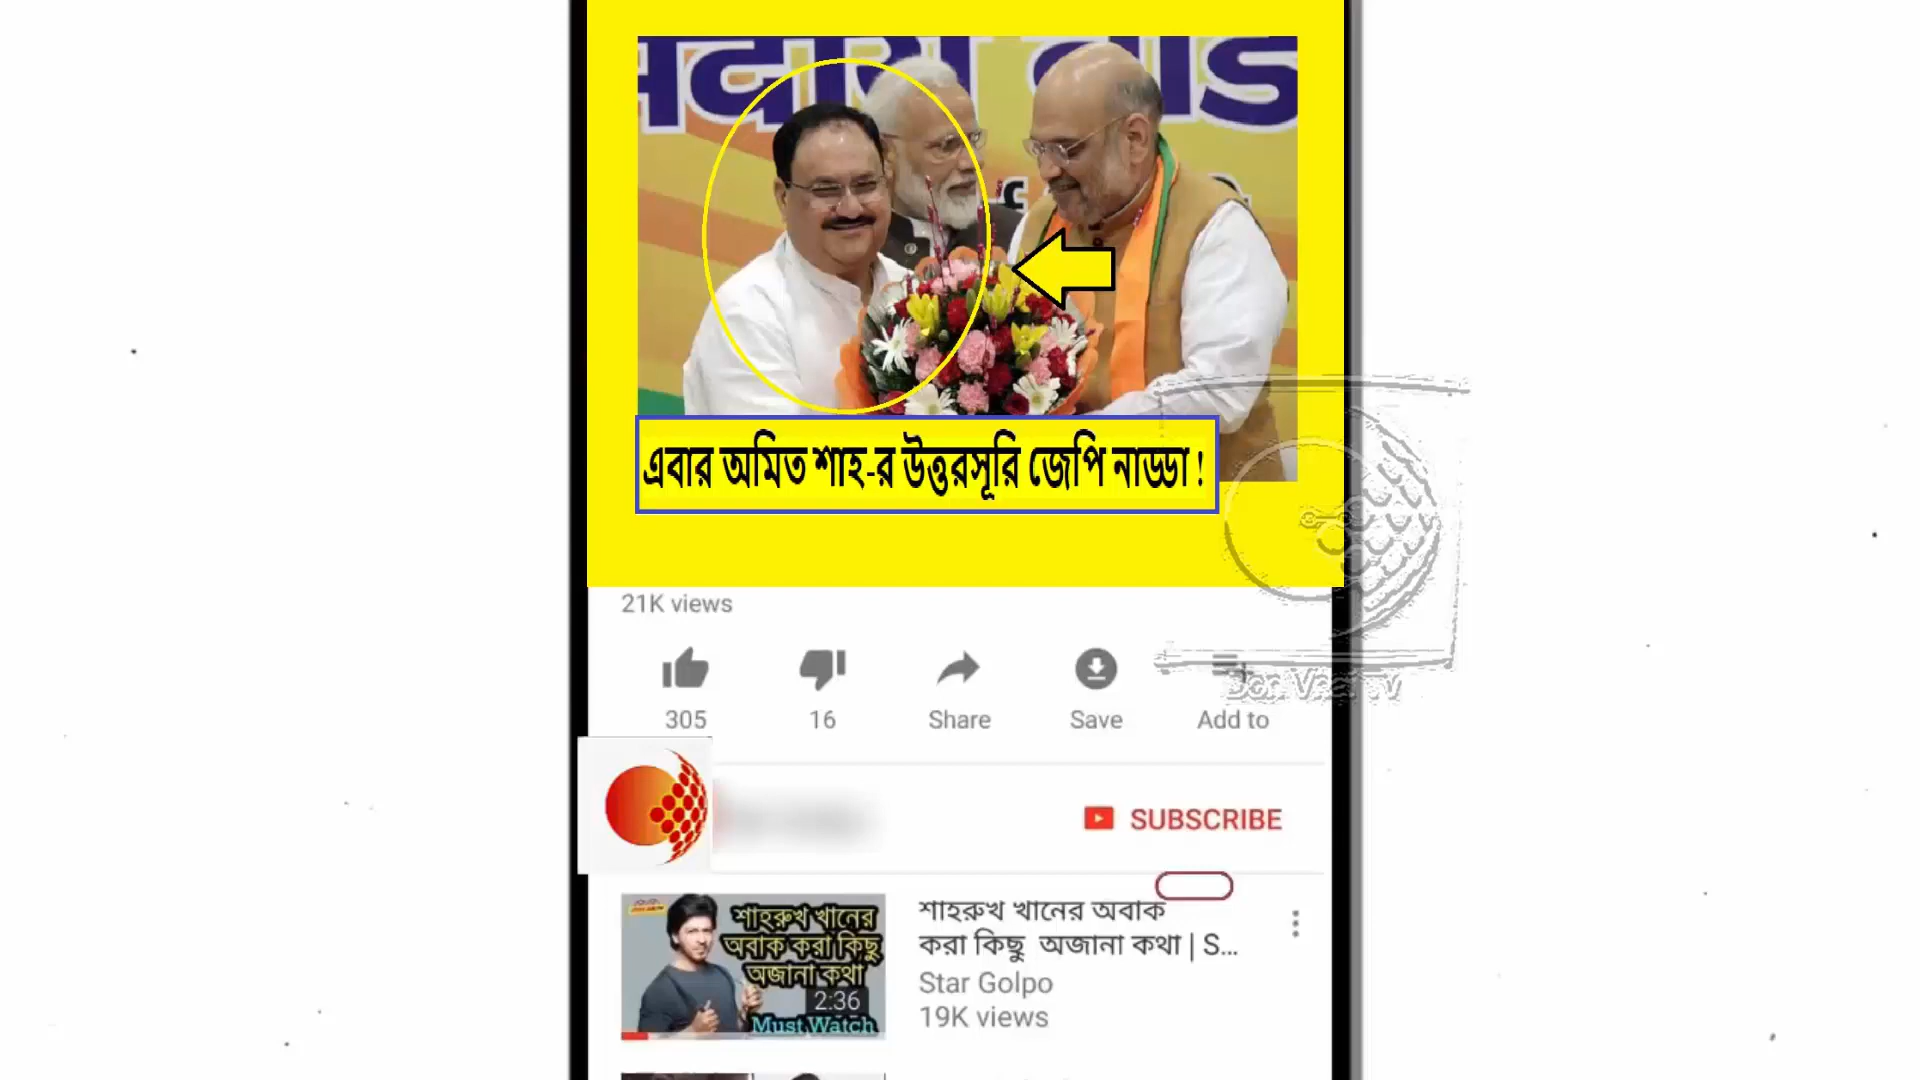 এবার অমিত শাহ-র উত্তরসূরি জেপি নাড্ডা!
21K views
305
16
Share
Save
Add to
SUBSCRIBE
শাহরুখ খানের
অবাক করা কিছু
অজানা কথা
2:36
Must Watch
শাহরুখ খানের অবাক
করা কিছু অজানা কথা | S...
Star Golpo
19K views